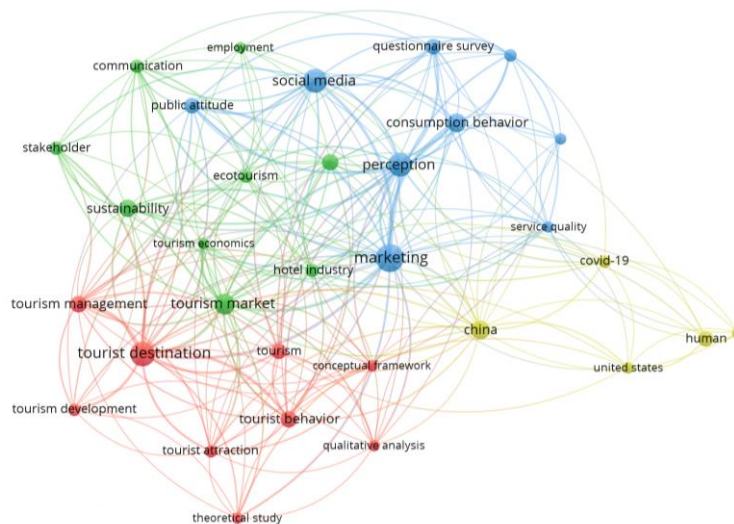 employment
questionnaire survey
communication
social media
public attitude
consumption behavior
stakeholder
perception
ecotourism
sustainability
service quality
tourism economics
marketing
covid-19
hotel industry
tourism management
tourism market
china
human
tourist destination
tourism
conceptual framework
united states
tourism development
tourist behavior
tourist attraction
qualitative analysis
theoretical study